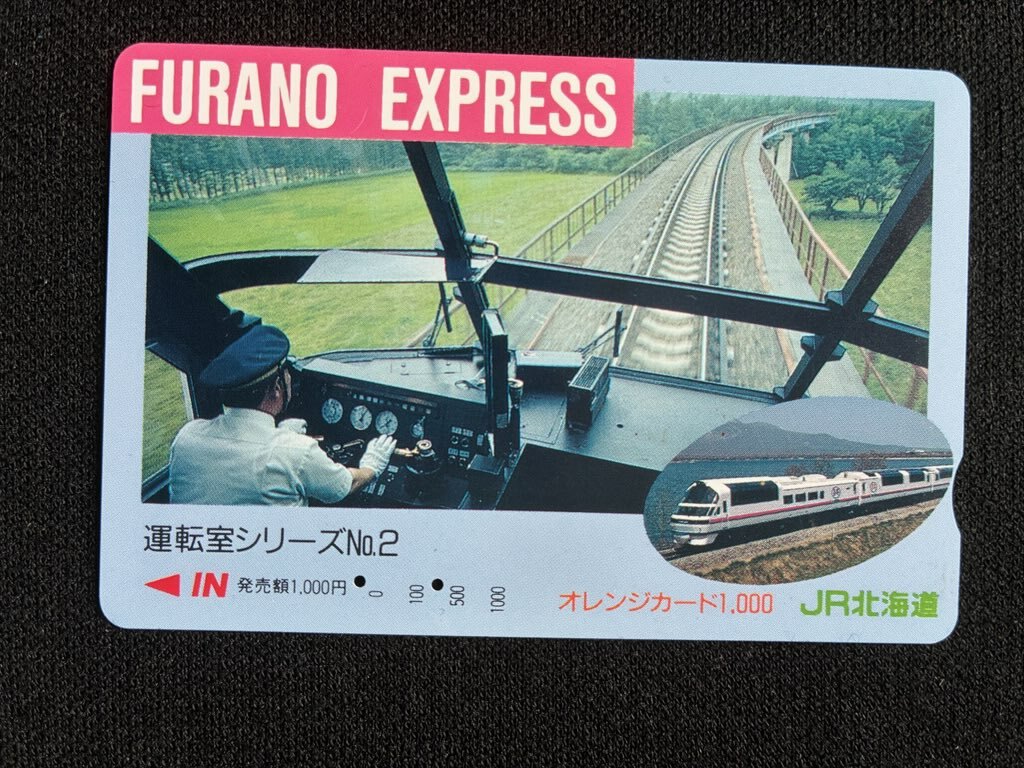 FURANO EXPRESS
運転室シリーズNo.2
IN 発売額1,000円 0 100 500 1000
オレンジカード1,000 JR北海道